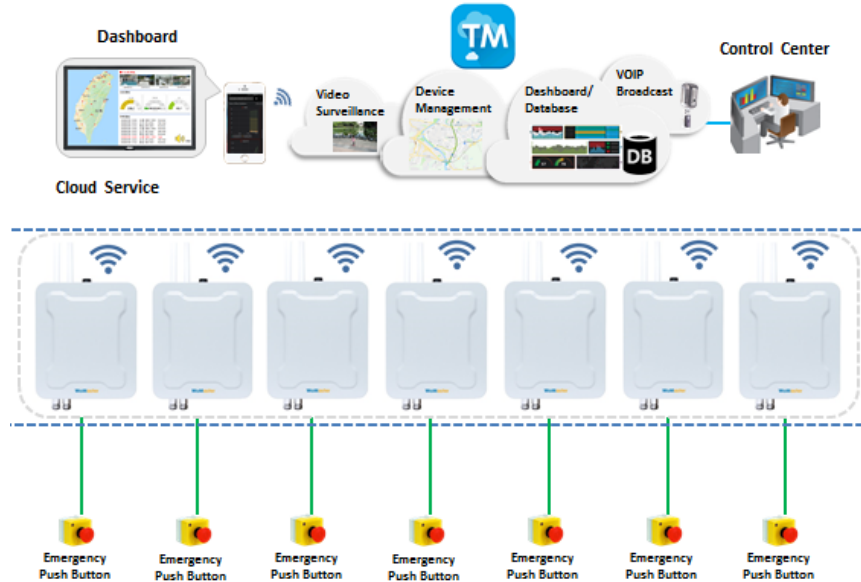 Dashboard
TM
Control Center
Video
Surveillance
Device
Management
Dashboard/
Database
VOIP
Broadcast
DB
Cloud Service
Emergency
Push Button
Emergency
Push Button
Emergency
Push Button
Emergency
Push Button
Emergency
Push Button
Emergency
Push Button
Emergency
Push Button